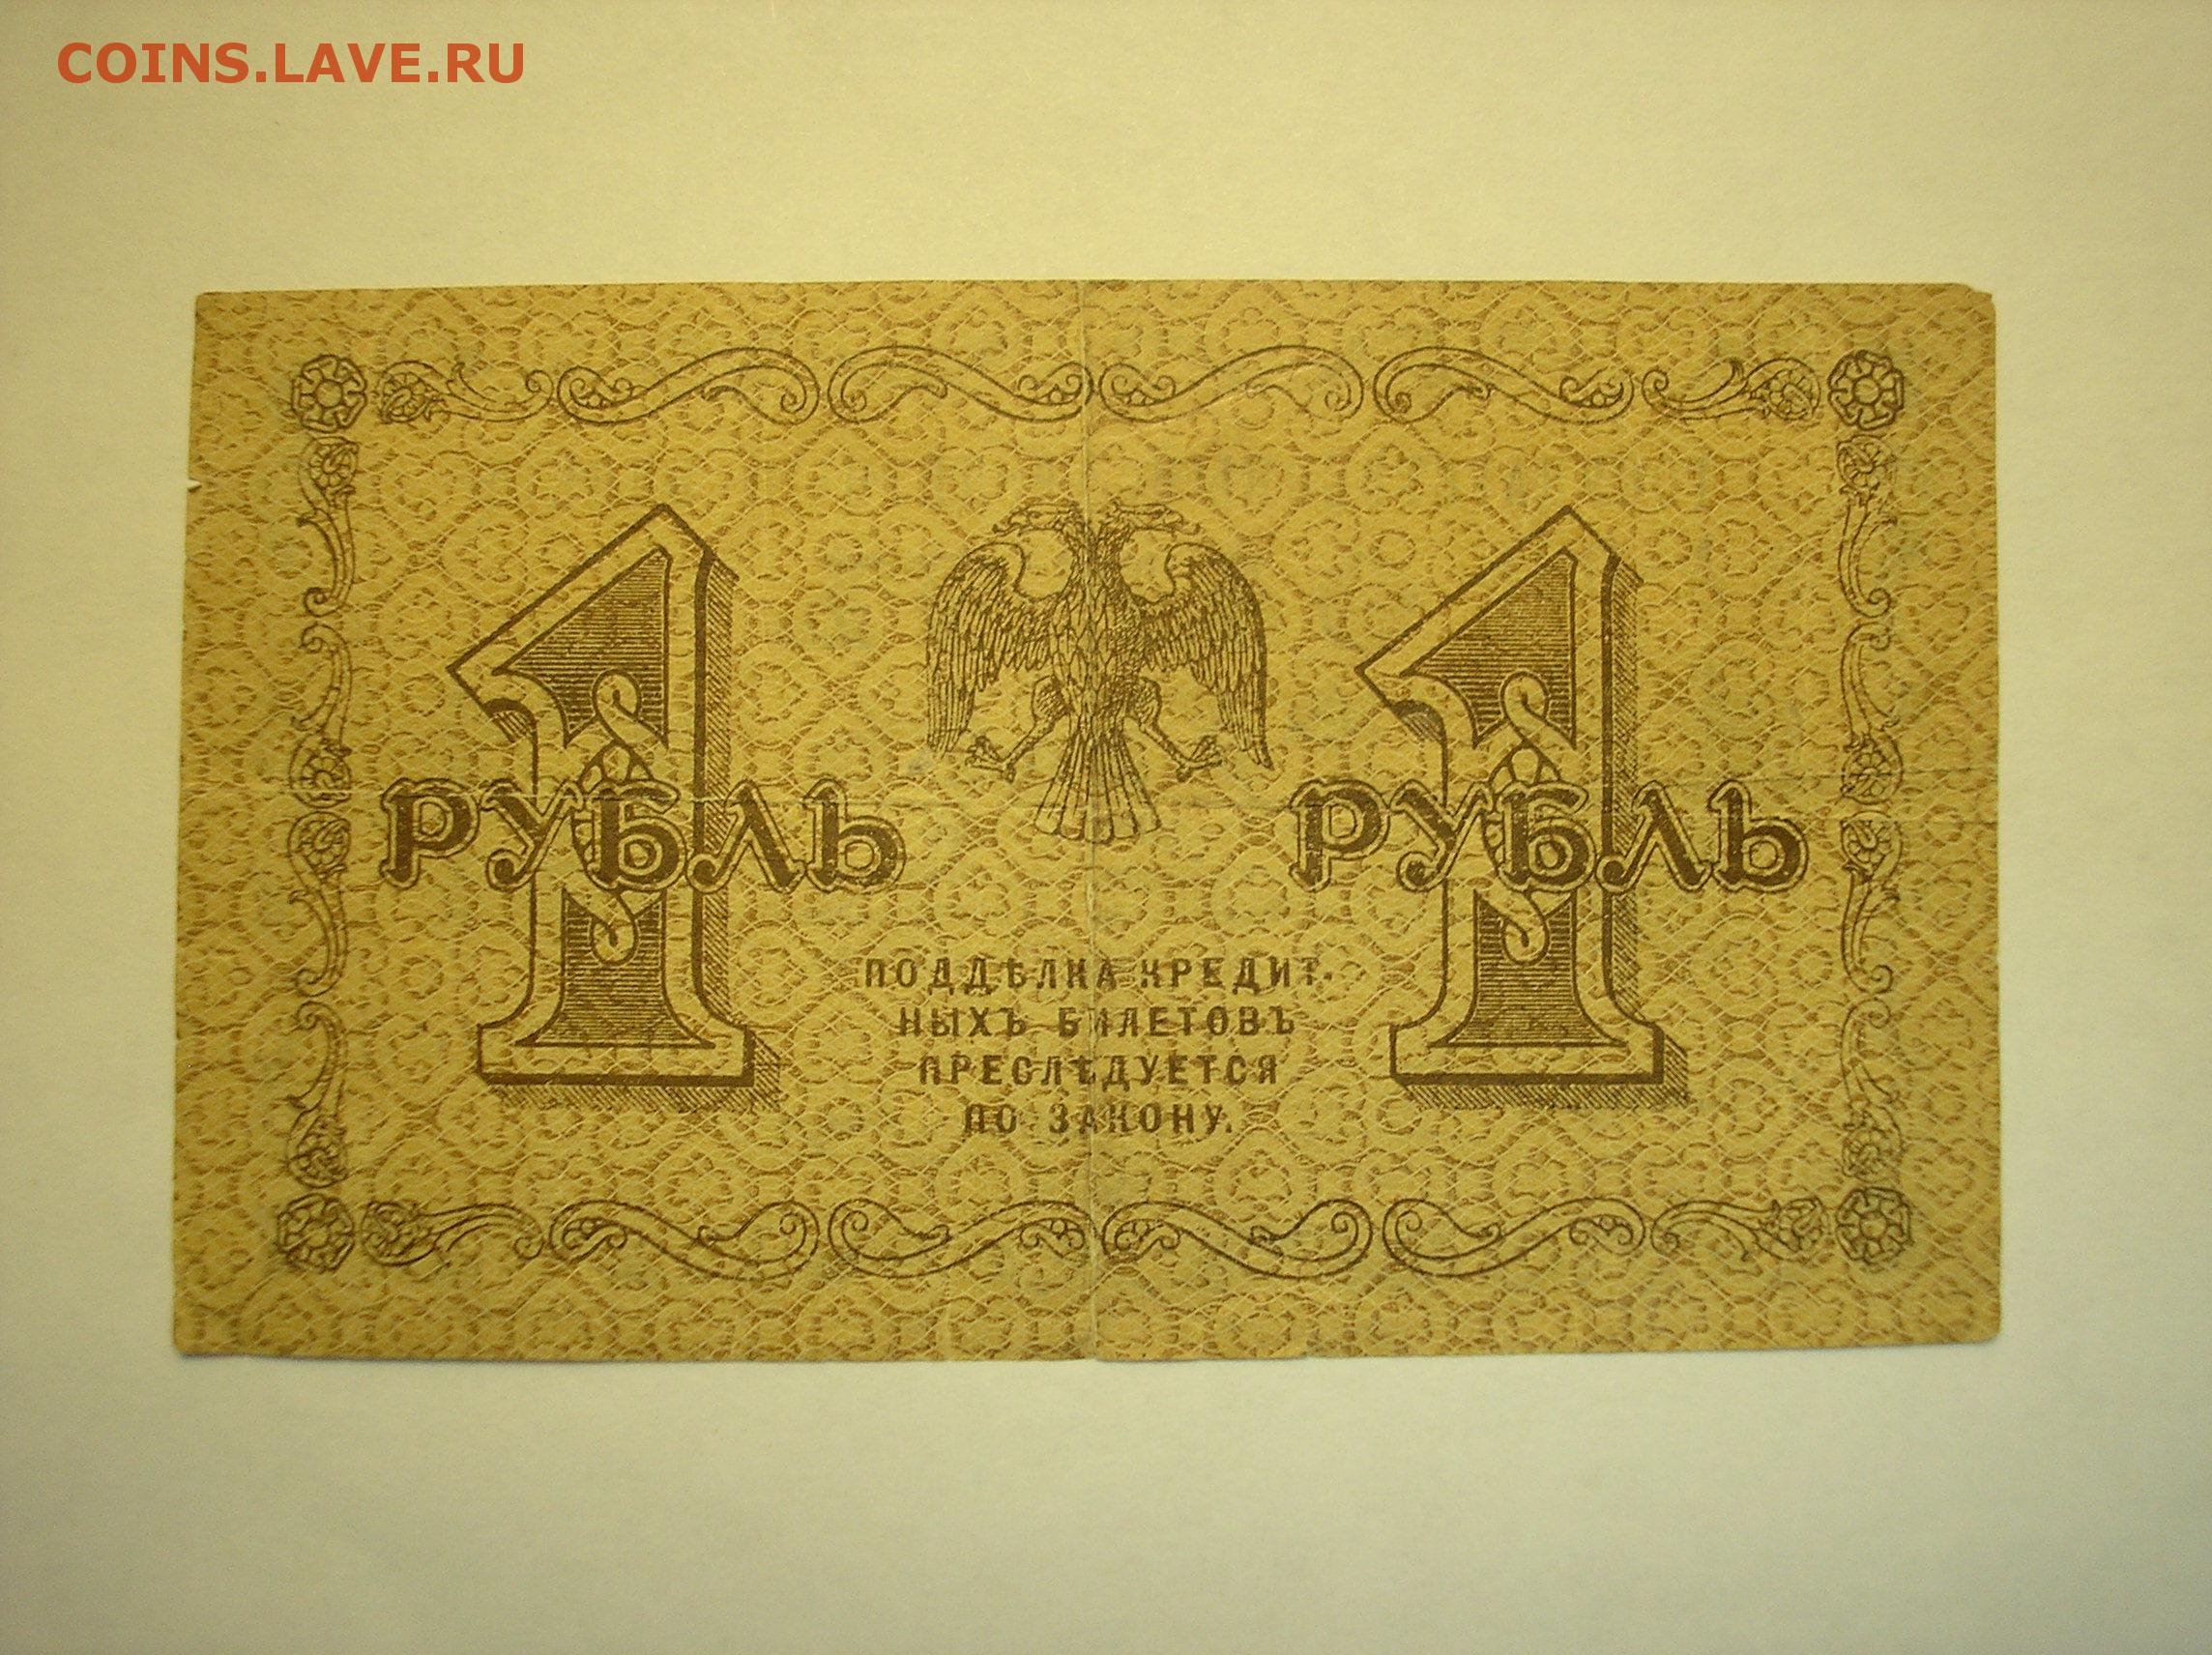 COINS.LAVE.RU
1 1
РУБЛЬ РУБЛЬ
ПОДДѢЛКА КРЕДИТ-
НЫХЪ БИЛЕТОВЪ
ПРЕСЛѢДУЕТСЯ
ПО ЗАКОНУ.